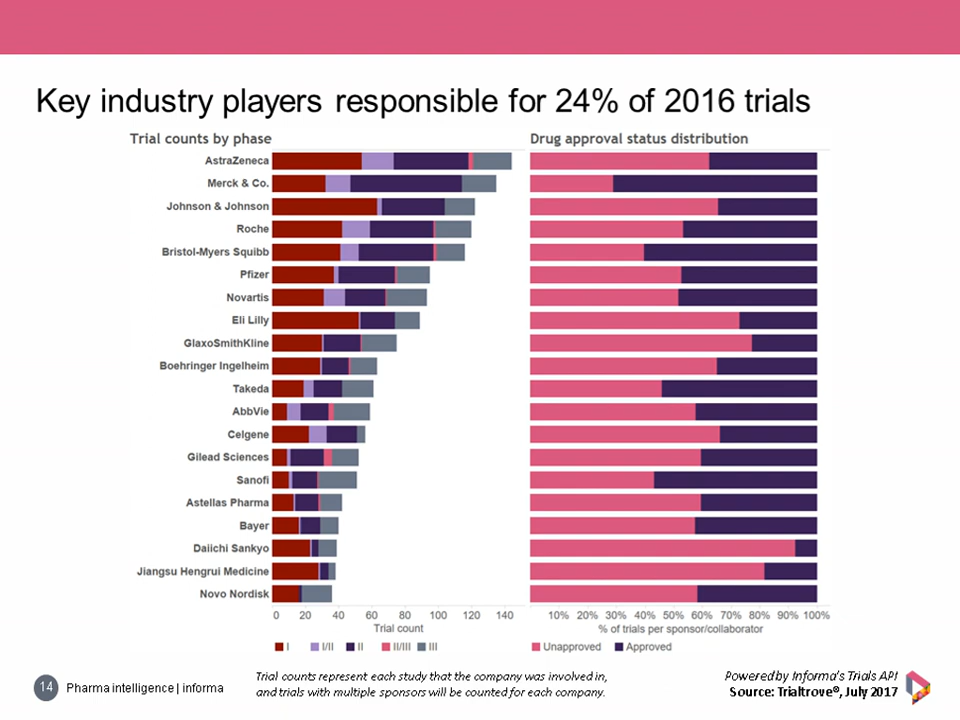 Key industry players responsible for 24% of 2016 trials
Trial counts by phase
AstraZeneca
Merck & Co.
Johnson & Johnson
Roche
Bristol-Myers Squibb
Pfizer
Novartis
Eli Lilly
GlaxoSmithKline
Boehringer Ingelheim
Takeda
AbbVie
Celgene
Gilead Sciences
Sanofi
Astellas Pharma
Bayer
Daiichi Sankyo
Jiangsu Hengrui Medicine
Novo Nordisk
0 20 40 60 80 100 120 140
Trial count
I I/II II II/III III
Drug approval status distribution
10% 20% 30% 40% 50% 60% 70% 80% 90% 100%
% of trials per sponsor/collaborator
Unapproved Approved
14 Pharma intelligence | informa
Trial counts represent each study that the company was involved in,
and trials with multiple sponsors will be counted for each company.
Powered by Informa's Trials API
Source: Trialtrove®, July 2017